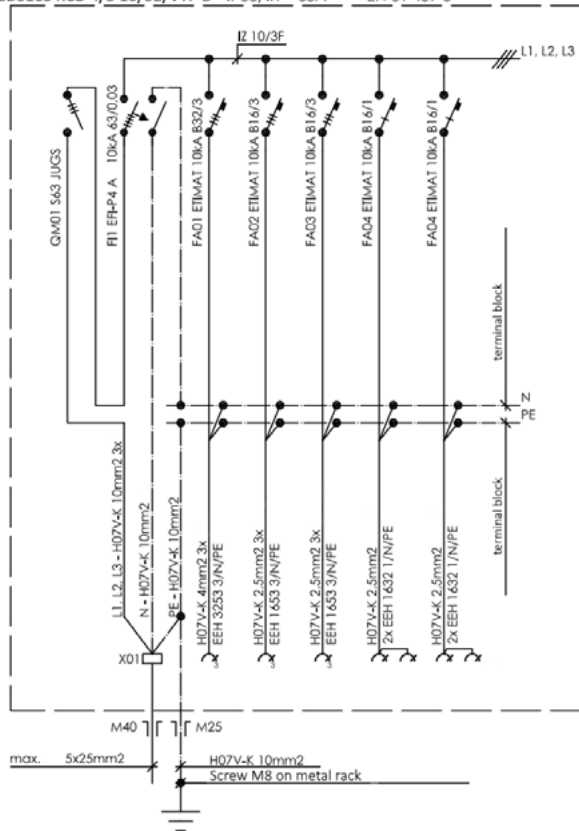 IZ 10/3F
L1, L2, L3
QM01 S63 JUGS
FI1 EFI-P4 A 10kA 63/0,03
FA01 ETIMAT 10kA B32/3
FA02 ETIMAT 10kA B16/3
FA03 ETIMAT 10kA B16/3
FA04 ETIMAT 10kA B16/1
FA04 ETIMAT 10kA B16/1
terminal block
N
PE
terminal block
L1, L2, L3 - H07V-K 10mm2 3x
N - H07V-K 10mm2
PE - H07V-K 10mm2
H07V-K 4mm2 3x
EEH 3253 3/N/PE
H07V-K 2,5mm2 3x
EEH 1653 3/N/PE
H07V-K 2,5mm2 3x
EEH 1653 3/N/PE
H07V-K 2,5mm2
2x EEH 1632 1/N/PE
H07V-K 2,5mm2
2x EEH 1632 1/N/PE
X01
3
3
3
M40
M25
max. 5x25mm2
H07V-K 10mm2
Screw M8 on metal rack